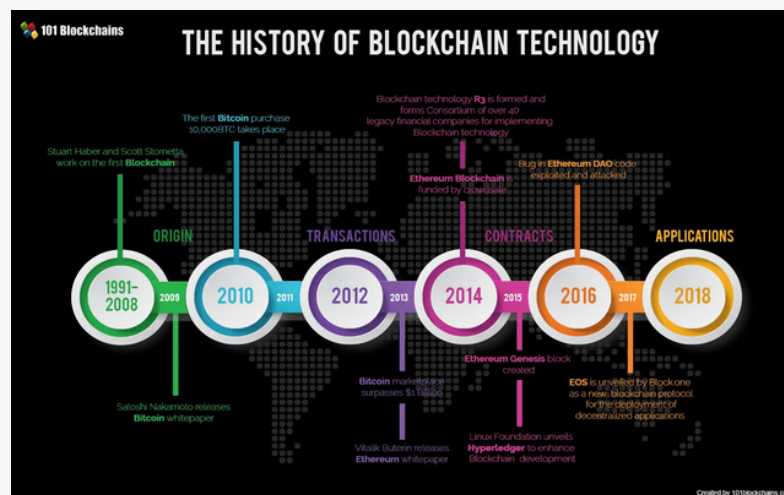 101 Blockchains
THE HISTORY OF BLOCKCHAIN TECHNOLOGY
Stuart Haber and Scott Stornetta
work on the first Blockchain
The first Bitcoin purchase
10,000BTC takes place
Blockchain technology R3 is formed and
forms Consortium of over 40
legacy financial companies for implementing
Blockchain technology
Ethereum Blockchain is
funded by crowdsale
Bug in Ethereum DAO code
exploited and attacked
ORIGIN
TRANSACTIONS
CONTRACTS
APPLICATIONS
1991-
2008
2009
2010
2011
2012
2013
2014
2015
2016
2017
2018
Satoshi Nakamoto releases
Bitcoin whitepaper
Bitcoin marketplace
surpasses $1 Billion
Vitalik Buterin releases
Ethereum whitepaper
Ethereum Genesis block
created
Linux Foundation unveils
Hyperledger to enhance
Blockchain development
EOS is unveiled by Block.one
as a new blockchain protocol
for the deployment of
decentralized applications
Created by 101blockchains.c